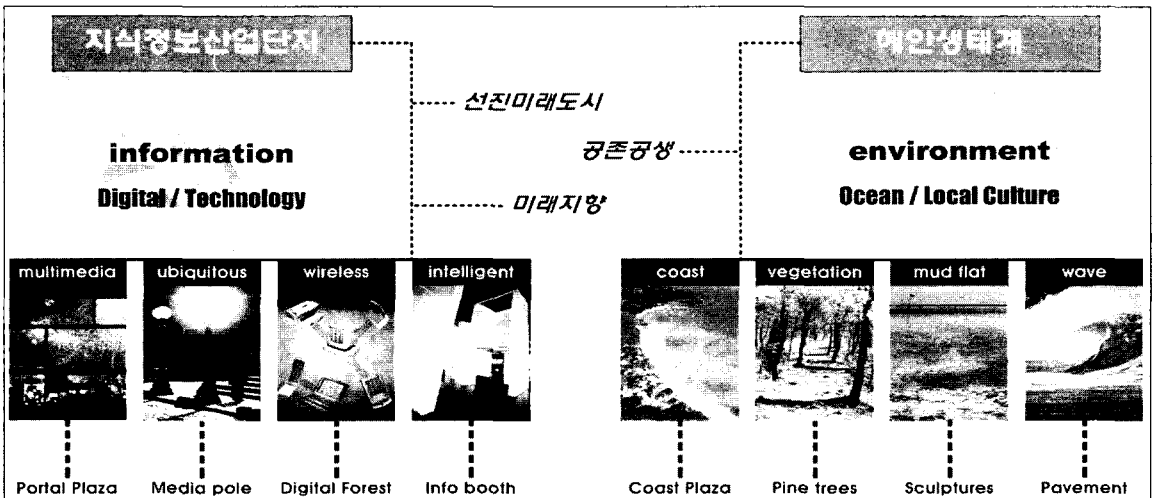 지식정보산업단지
해안생태계
선진미래도시
공존공생
information
environment
Digital / Technology
Ocean / Local Culture
미래지향
multimedia
ubiquitous
wireless
intelligent
coast
vegetation
mud flat
wave
Portal Plaza
Media pole
Digital Forest
Info booth
Coast Plaza
Pine trees
Sculptures
Pavement